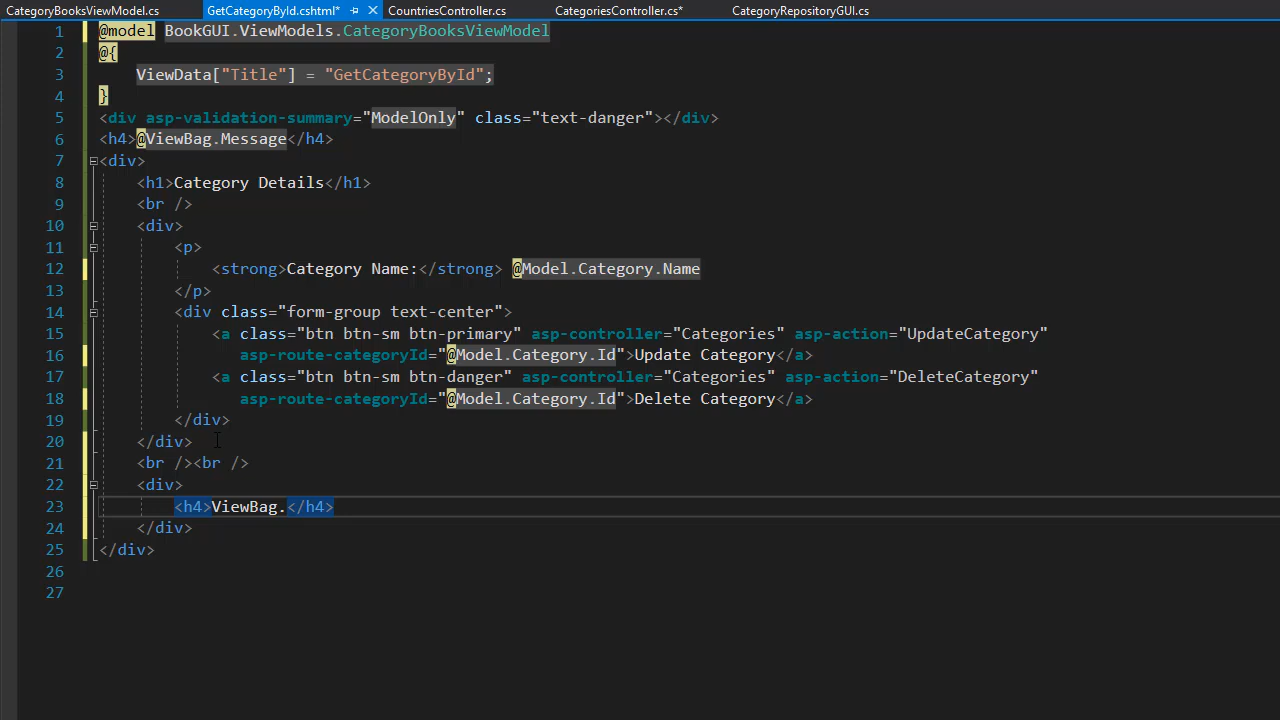 CategoryBooksViewModel.cs GetCategoryById.cshtml* CountriesController.cs CategoriesController.cs* CategoryRepositoryGUI.cs
1 @model BookGUI.ViewModels.CategoryBooksViewModel
2 @{
3 ViewData["Title"] = "GetCategoryById";
4 }
5 <div asp-validation-summary="ModelOnly" class="text-danger"></div>
6 <h4>@ViewBag.Message</h4>
7 <div>
8 <h1>Category Details</h1>
9 <br />
10 <div>
11 <p>
12 <strong>Category Name:</strong> @Model.Category.Name
13 </p>
14 <div class="form-group text-center">
15 <a class="btn btn-sm btn-primary" asp-controller="Categories" asp-action="UpdateCategory"
16 asp-route-categoryId="@Model.Category.Id">Update Category</a>
17 <a class="btn btn-sm btn-danger" asp-controller="Categories" asp-action="DeleteCategory"
18 asp-route-categoryId="@Model.Category.Id">Delete Category</a>
19 </div>
20 </div>
21 <br /><br />
22 <div>
23 <h4>ViewBag.</h4>
24 </div>
25 </div>
26
27